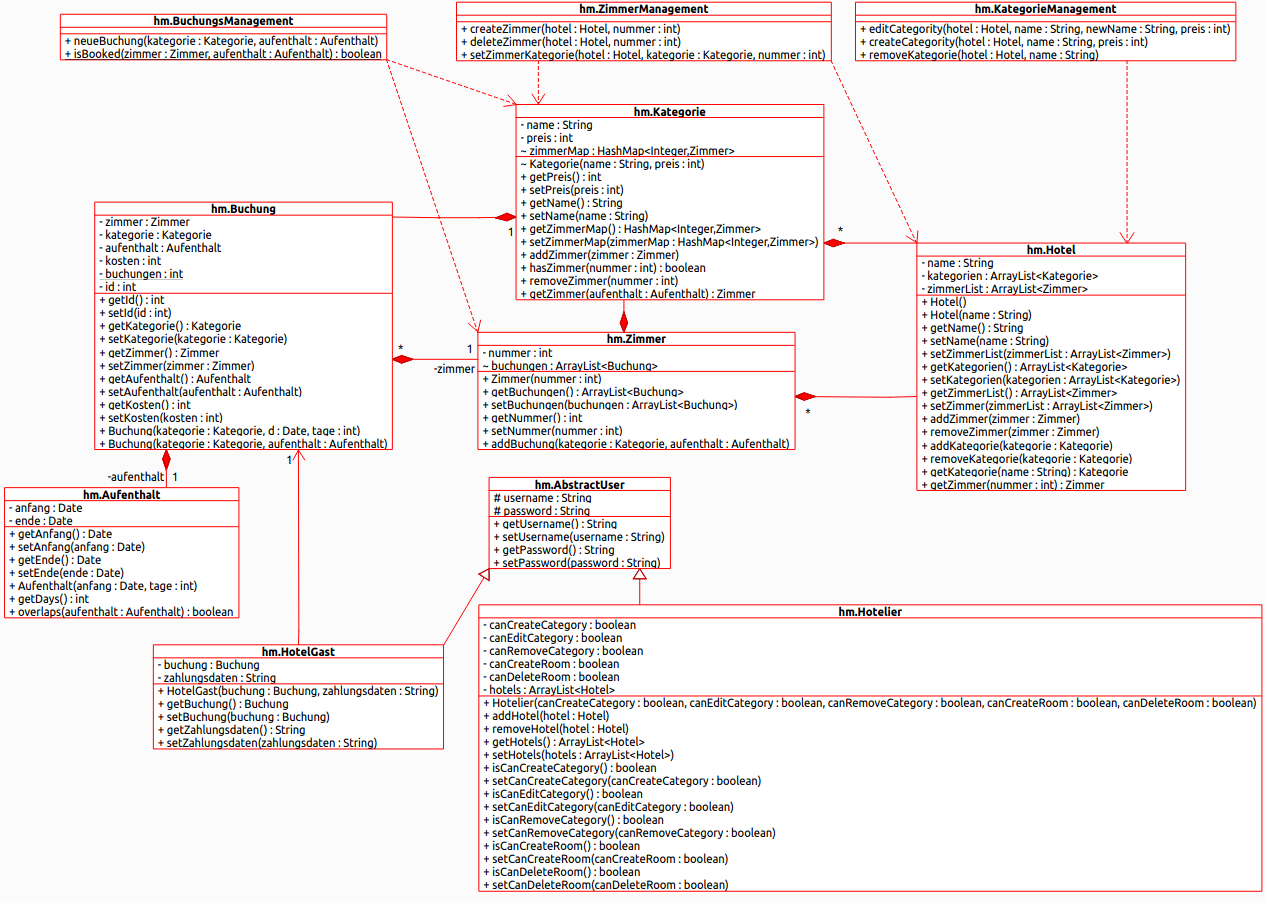 hm.BuchungsManagement
+ neueBuchung(kategorie : Kategorie, aufenthalt : Aufenthalt)
+ isBooked(zimmer : Zimmer, aufenthalt : Aufenthalt) : boolean
hm.ZimmerManagement
+ createZimmer(hotel : Hotel, nummer : int)
+ deleteZimmer(hotel : Hotel, nummer : int)
+ setZimmerKategorie(hotel : Hotel, kategorie : Kategorie, nummer : int)
hm.KategorieManagement
+ editCategority(hotel : Hotel, name : String, newName : String, preis : int)
+ createCategority(hotel : Hotel, name : String, preis : int)
+ removeKategorie(hotel : Hotel, name : String)
hm.Kategorie
- name : String
- preis : int
~ zimmerMap : HashMap<Integer,Zimmer>
~ Kategorie(name : String, preis : int)
+ getPreis() : int
+ setPreis(preis : int)
+ getName() : String
+ setName(name : String)
+ getZimmerMap() : HashMap<Integer,Zimmer>
+ setZimmerMap(zimmerMap : HashMap<Integer,Zimmer>)
+ addZimmer(zimmer : Zimmer)
+ hasZimmer(nummer : int) : boolean
+ removeZimmer(nummer : int)
+ getZimmer(aufenthalt : Aufenthalt) : Zimmer
1
*
hm.Buchung
- zimmer : Zimmer
- kategorie : Kategorie
- aufenthalt : Aufenthalt
- kosten : int
- buchungen : int
- id : int
+ getId() : int
+ setId(id : int)
+ getKategorie() : Kategorie
+ setKategorie(kategorie : Kategorie)
+ getZimmer() : Zimmer
+ setZimmer(zimmer : Zimmer)
+ getAufenthalt() : Aufenthalt
+ setAufenthalt(aufenthalt : Aufenthalt)
+ getKosten() : int
+ setKosten(kosten : int)
+ Buchung(kategorie : Kategorie, d : Date, tage : int)
+ Buchung(kategorie : Kategorie, aufenthalt : Aufenthalt)
*
1
-zimmer
hm.Zimmer
- nummer : int
~ buchungen : ArrayList<Buchung>
+ Zimmer(nummer : int)
+ getBuchungen() : ArrayList<Buchung>
+ setBuchungen(buchungen : ArrayList<Buchung>)
+ getNummer() : int
+ setNummer(nummer : int)
+ addBuchung(kategorie : Kategorie, aufenthalt : Aufenthalt)
*
hm.Hotel
- name : String
- kategorien : ArrayList<Kategorie>
- zimmerList : ArrayList<Zimmer>
+ Hotel()
+ Hotel(name : String)
+ getName() : String
+ setName(name : String)
+ setZimmerList(zimmerList : ArrayList<Zimmer>)
+ getKategorien() : ArrayList<Kategorie>
+ setKategorien(kategorien : ArrayList<Kategorie>)
+ getZimmerList() : ArrayList<Zimmer>
+ setZimmer(zimmerList : ArrayList<Zimmer>)
+ addZimmer(zimmer : Zimmer)
+ removeZimmer(zimmer : Zimmer)
+ addKategorie(kategorie : Kategorie)
+ removeKategorie(kategorie : Kategorie)
+ getKategorie(name : String) : Kategorie
+ getZimmer(nummer : int) : Zimmer
-aufenthalt
1
1
hm.Aufenthalt
- anfang : Date
- ende : Date
+ getAnfang() : Date
+ setAnfang(anfang : Date)
+ getEnde() : Date
+ setEnde(ende : Date)
+ Aufenthalt(anfang : Date, tage : int)
+ getDays() : int
+ overlaps(aufenthalt : Aufenthalt) : boolean
hm.AbstractUser
# username : String
# password : String
+ getUsername() : String
+ setUsername(username : String)
+ getPassword() : String
+ setPassword(password : String)
hm.HotelGast
- buchung : Buchung
- zahlungsdaten : String
+ HotelGast(buchung : Buchung, zahlungsdaten : String)
+ getBuchung() : Buchung
+ setBuchung(buchung : Buchung)
+ getZahlungsdaten() : String
+ setZahlungsdaten(zahlungsdaten : String)
hm.Hotelier
- canCreateCategory : boolean
- canEditCategory : boolean
- canRemoveCategory : boolean
- canCreateRoom : boolean
- canDeleteRoom : boolean
- hotels : ArrayList<Hotel>
+ Hotelier(canCreateCategory : boolean, canEditCategory : boolean, canRemoveCategory : boolean, canCreateRoom : boolean, canDeleteRoom : boolean)
+ addHotel(hotel : Hotel)
+ removeHotel(hotel : Hotel)
+ getHotels() : ArrayList<Hotel>
+ setHotels(hotels : ArrayList<Hotel>)
+ isCanCreateCategory() : boolean
+ setCanCreateCategory(canCreateCategory : boolean)
+ isCanEditCategory() : boolean
+ setCanEditCategory(canEditCategory : boolean)
+ isCanRemoveCategory() : boolean
+ setCanRemoveCategory(canRemoveCategory : boolean)
+ isCanCreateRoom() : boolean
+ setCanCreateRoom(canCreateRoom : boolean)
+ isCanDeleteRoom() : boolean
+ setCanDeleteRoom(canDeleteRoom : boolean)